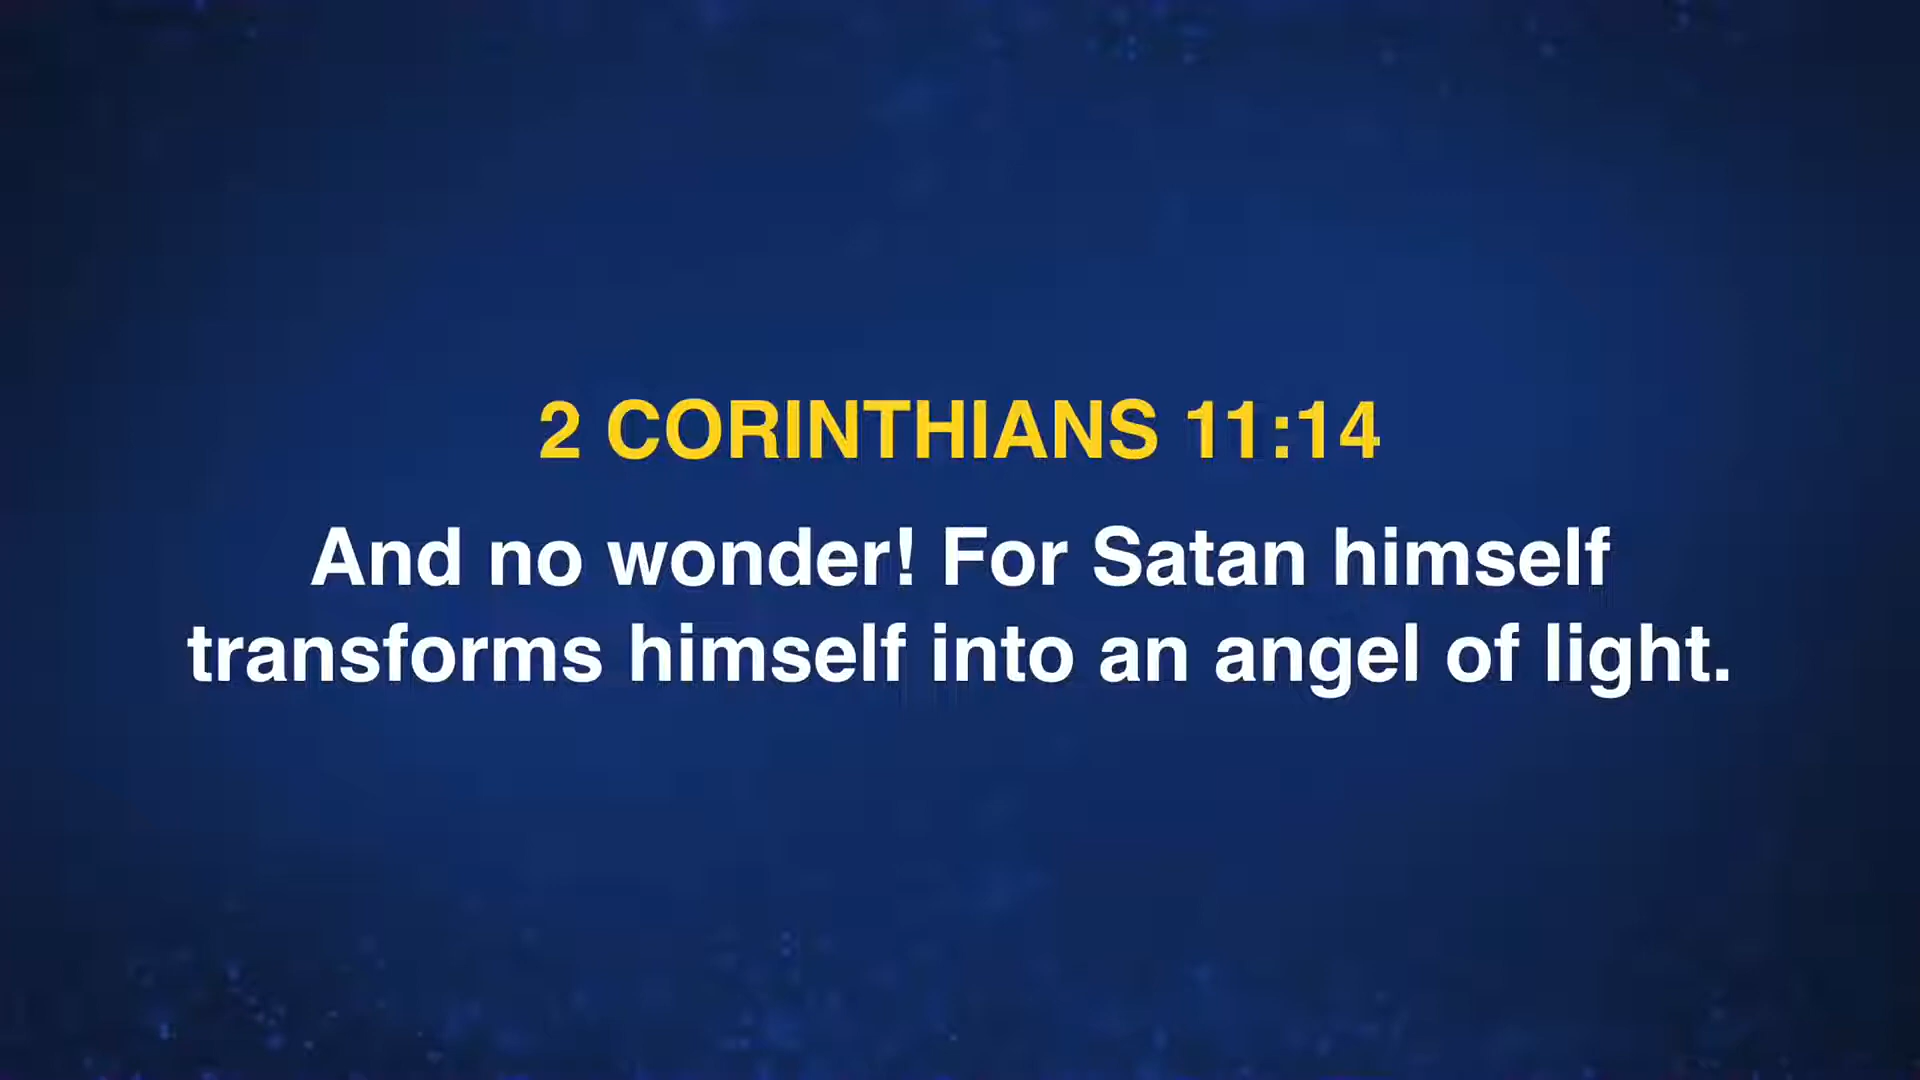 2 CORINTHIANS 11:14
And no wonder! For Satan himself
transforms himself into an angel of light.